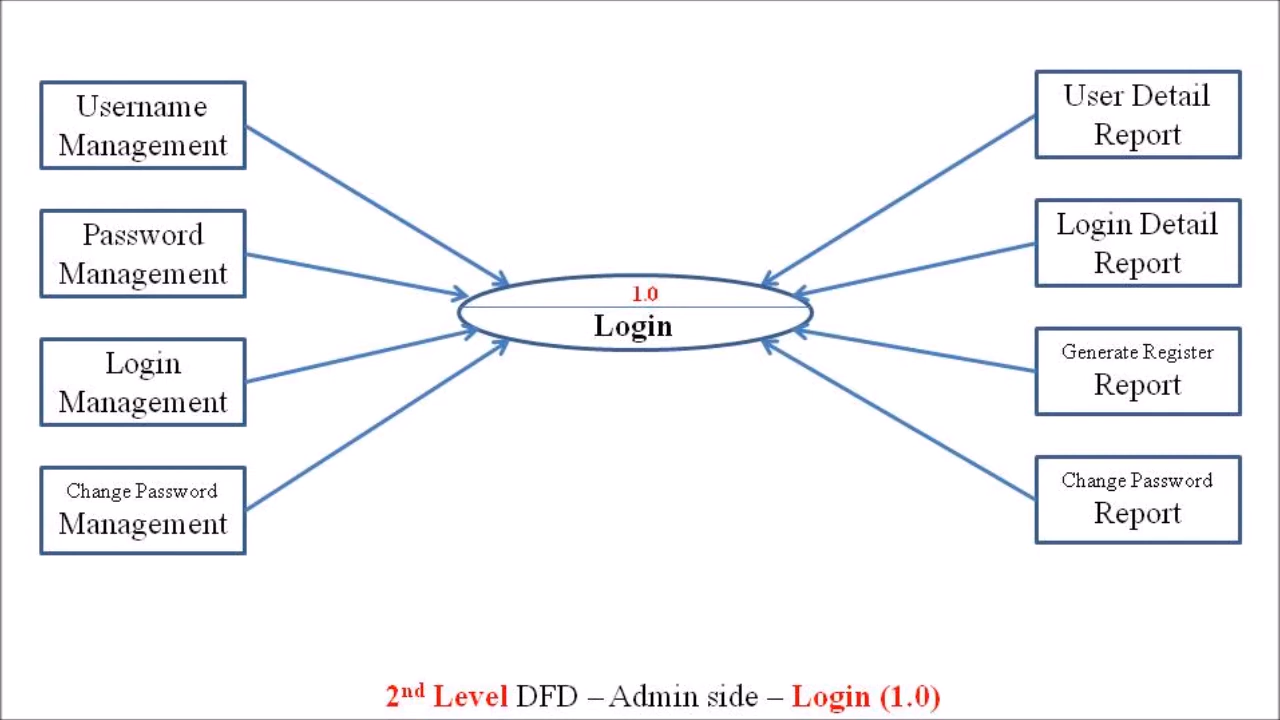 Username
Management
Password
Management
Login
Management
Change Password
Management
1.0
Login
User Detail
Report
Login Detail
Report
Generate Register
Report
Change Password
Report
2nd Level DFD – Admin side – Login (1.0)